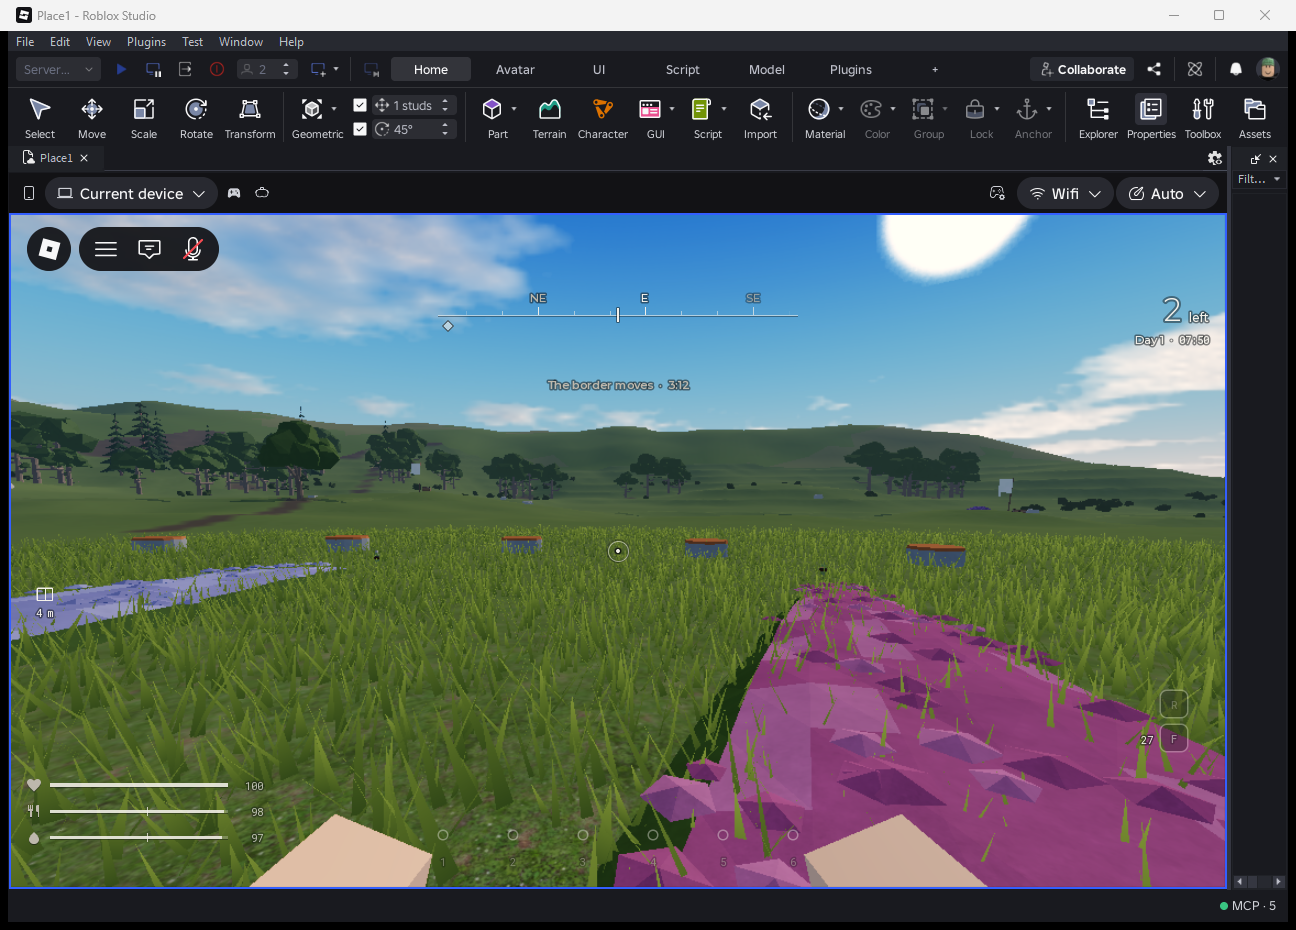 Place1 - Roblox Studio
File Edit View Plugins Test Window Help
Server... 2 Home Avatar UI Script Model Plugins + Collaborate
1 studs
45°
Select Move Scale Rotate Transform Geometric Part Terrain Character GUI Script Import Material Color Group Lock Anchor Explorer Properties Toolbox Assets
Place1
Filt...
Current device Wifi Auto
NE E SE
2 left
Day1 · 07:50
The border moves · 3:12
4 m
R
27 F
100
98
97
1 2 3 4 5 6
MCP · 5